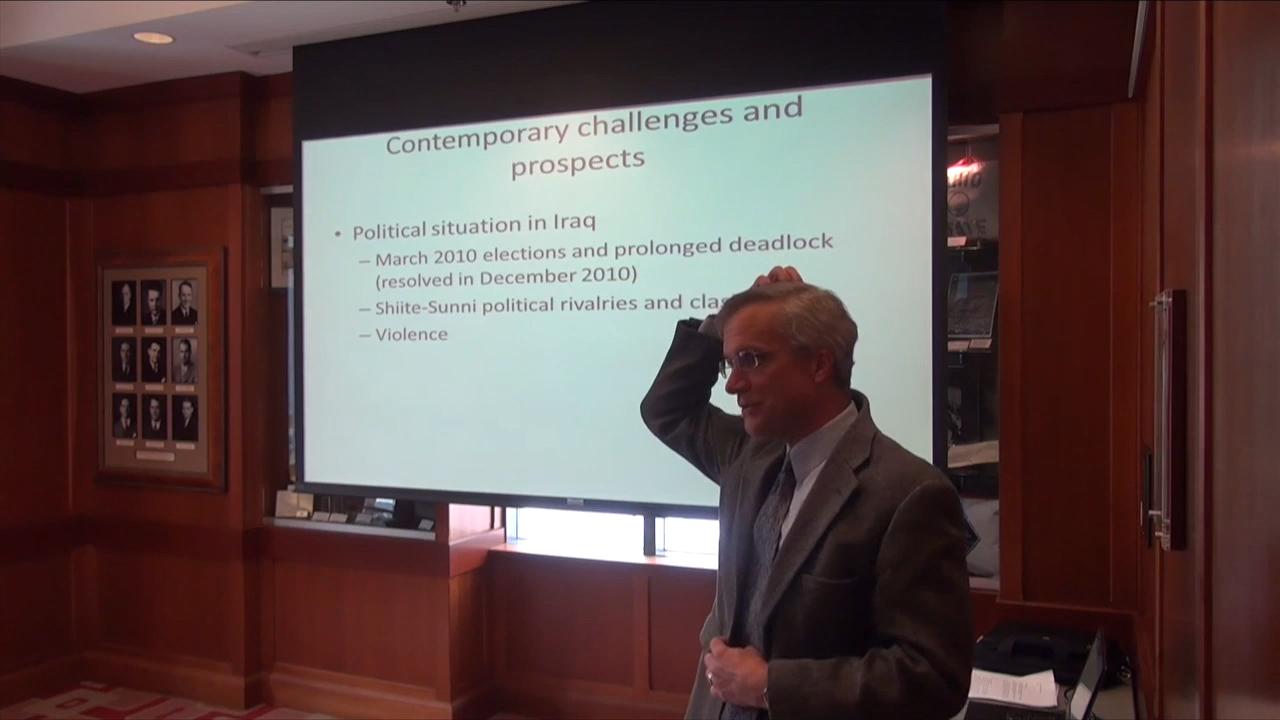 Contemporary challenges and
prospects
• Political situation in Iraq
– March 2010 elections and prolonged deadlock
(resolved in December 2010)
– Shiite-Sunni political rivalries and
– Violence